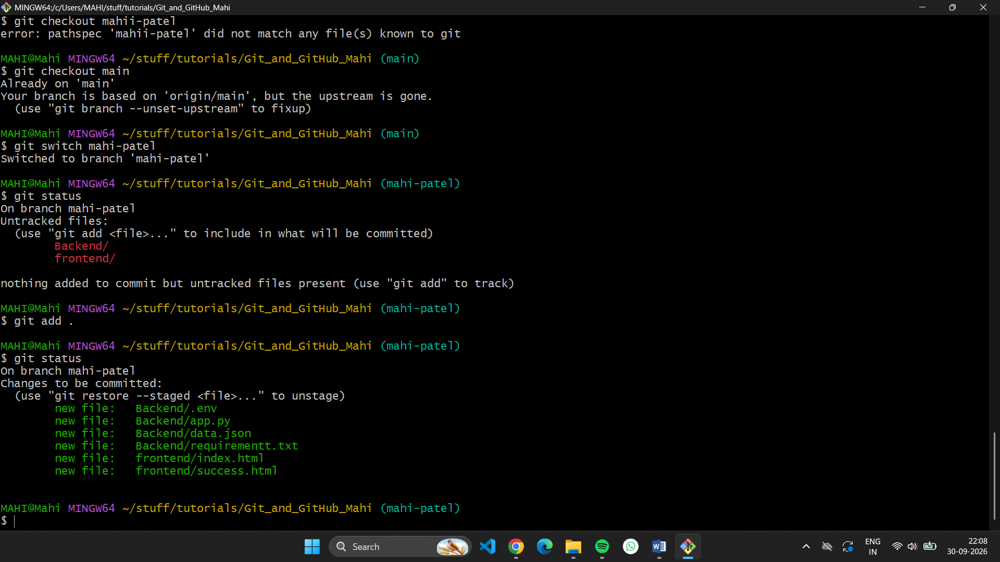 MINGW64:/c/Users/MAHI/stuff/tutorials/Git_and_GitHub_Mahi
$ git checkout mahii-patel
error: pathspec 'mahii-patel' did not match any file(s) known to git
MAHI@Mahi MINGW64 ~/stuff/tutorials/Git_and_GitHub_Mahi (main)
$ git checkout main
Already on 'main'
Your branch is based on 'origin/main', but the upstream is gone.
  (use "git branch --unset-upstream" to fixup)
MAHI@Mahi MINGW64 ~/stuff/tutorials/Git_and_GitHub_Mahi (main)
$ git switch mahi-patel
Switched to branch 'mahi-patel'
MAHI@Mahi MINGW64 ~/stuff/tutorials/Git_and_GitHub_Mahi (mahi-patel)
$ git status
On branch mahi-patel
Untracked files:
  (use "git add <file>..." to include in what will be committed)
        Backend/
        frontend/
nothing added to commit but untracked files present (use "git add" to track)
MAHI@Mahi MINGW64 ~/stuff/tutorials/Git_and_GitHub_Mahi (mahi-patel)
$ git add .
MAHI@Mahi MINGW64 ~/stuff/tutorials/Git_and_GitHub_Mahi (mahi-patel)
$ git status
On branch mahi-patel
Changes to be committed:
  (use "git restore --staged <file>..." to unstage)
        new file:   Backend/.env
        new file:   Backend/app.py
        new file:   Backend/data.json
        new file:   Backend/requirementt.txt
        new file:   frontend/index.html
        new file:   frontend/success.html
MAHI@Mahi MINGW64 ~/stuff/tutorials/Git_and_GitHub_Mahi (mahi-patel)
$
Search
ENG
IN
22:08
30-09-2026